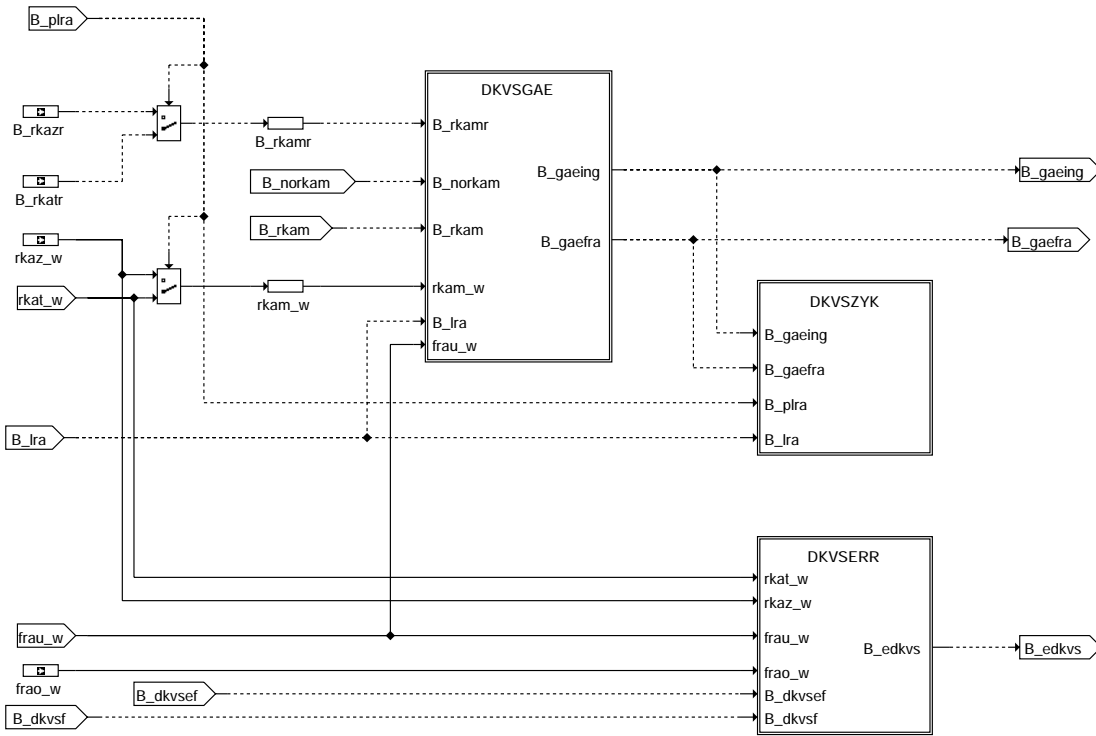 B_plra
B_rkazr
B_rkatr
rkaz_w
rkat_w
B_rkamr
B_norkam
B_rkam
rkam_w
DKVSGAE
B_rkamr
B_norkam
B_rkam
rkam_w
B_lra
frau_w
B_gaeing
B_gaefra
B_gaeing
B_gaefra
DKVSZYK
B_gaeing
B_gaefra
B_plra
B_lra
B_lra
DKVSERR
rkat_w
rkaz_w
frau_w
frao_w
B_dkvsef
B_dkvsf
B_edkvs
B_edkvs
frau_w
frao_w
B_dkvsef
B_dkvsf